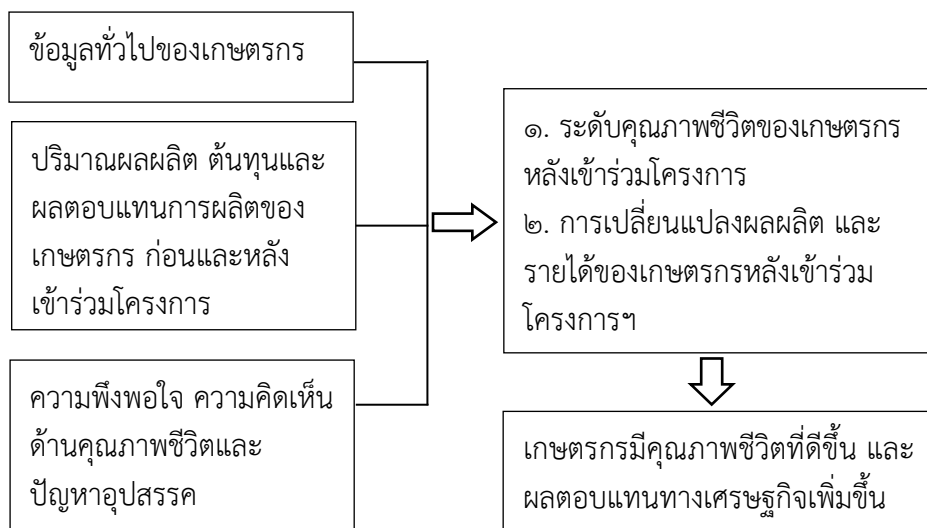 ข้อมูลทั่วไปของเกษตรกร
ปริมาณผลผลิต ต้นทุนและ
ผลตอบแทนการผลิตของ
เกษตรกร ก่อนและหลัง
เข้าร่วมโครงการ
ความพึงพอใจ ความคิดเห็น
ด้านคุณภาพชีวิตและ
ปัญหาอุปสรรค
๑. ระดับคุณภาพชีวิตของเกษตรกร
หลังเข้าร่วมโครงการ
๒. การเปลี่ยนแปลงผลผลิต และ
รายได้ของเกษตรกรหลังเข้าร่วม
โครงการฯ
เกษตรกรมีคุณภาพชีวิตที่ดีขึ้น และ
ผลตอบแทนทางเศรษฐกิจเพิ่มขึ้น